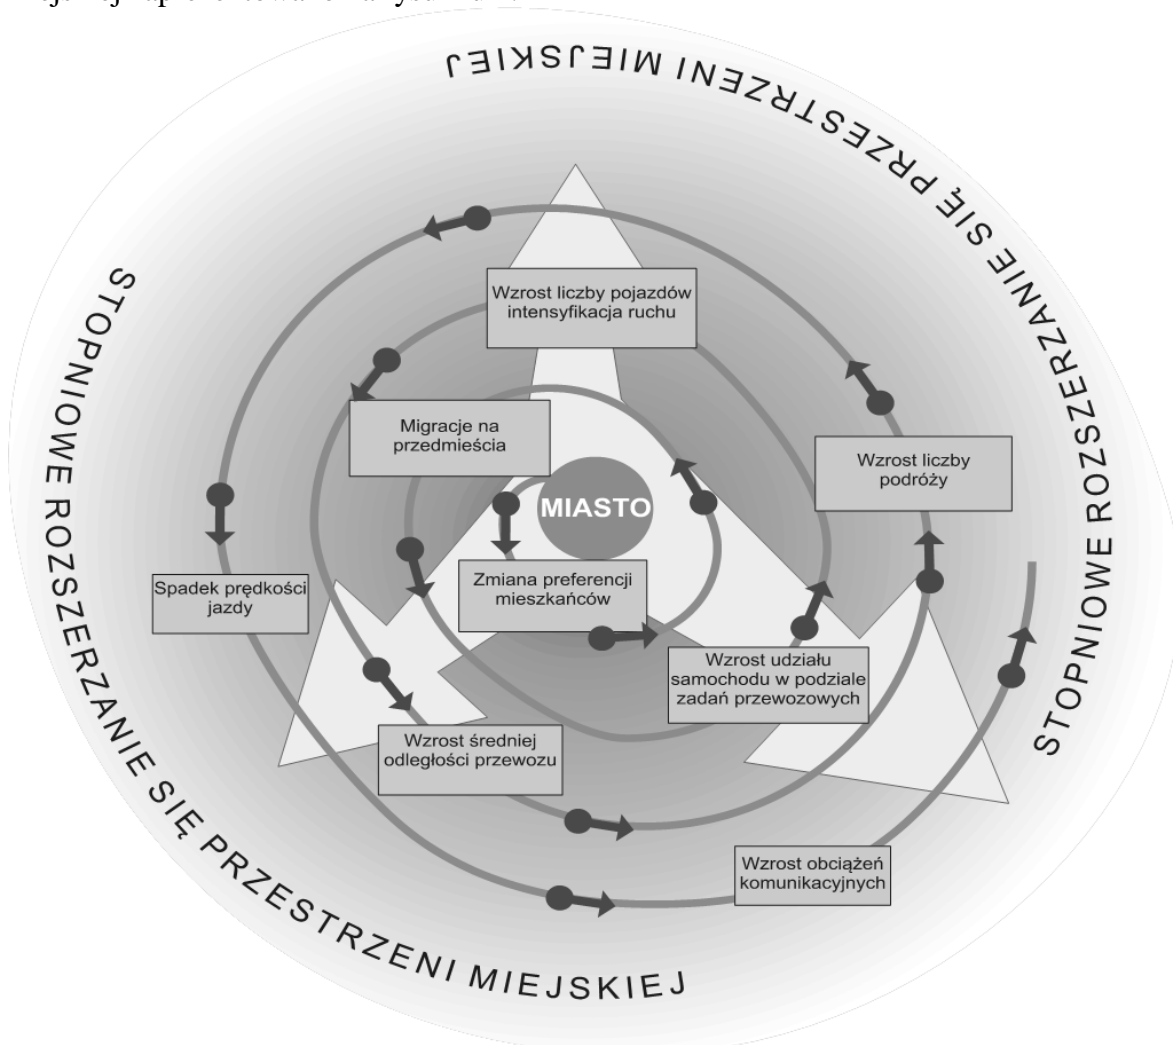 STOPNIOWE ROZSZERZANIE SIĘ PRZESTRZENI MIEJSKIEJ
Wzrost liczby pojazdów
intensyfikacja ruchu
Migracje na
przedmieścia
Wzrost liczby
podróży
MIASTO
Zmiana preferencji
mieszkańców
Spadek prędkości
jazdy
Wzrost udziału
samochodu w podziale
zadań przewozowych
Wzrost średniej
odległości przewozu
Wzrost obciążeń
komunikacyjnych
STOPNIOWE ROZSZERZANIE SIĘ PRZESTRZENI MIEJSKIEJ